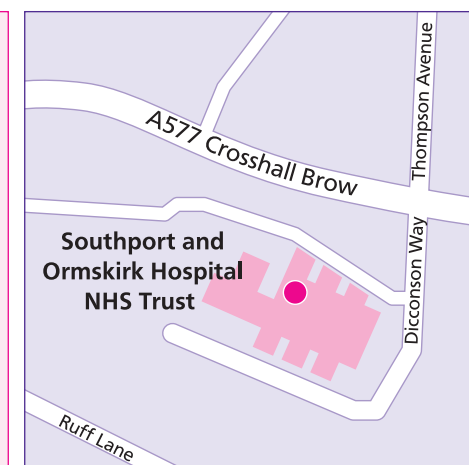 Thompson Avenue
A577 Crosshall Brow
Southport and
Ormskirk Hospital
NHS Trust
Dicconson Way
Ruff Lane